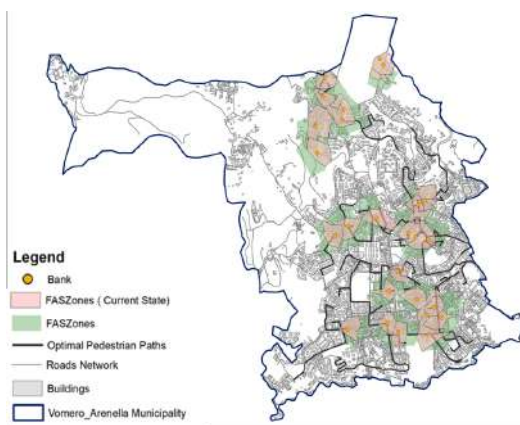 Legend
Bank
FASZones ( Current State)
FASZones
Optimal Pedestrian Paths
Roads Network
Buildings
Vomero_Arenella Municipality